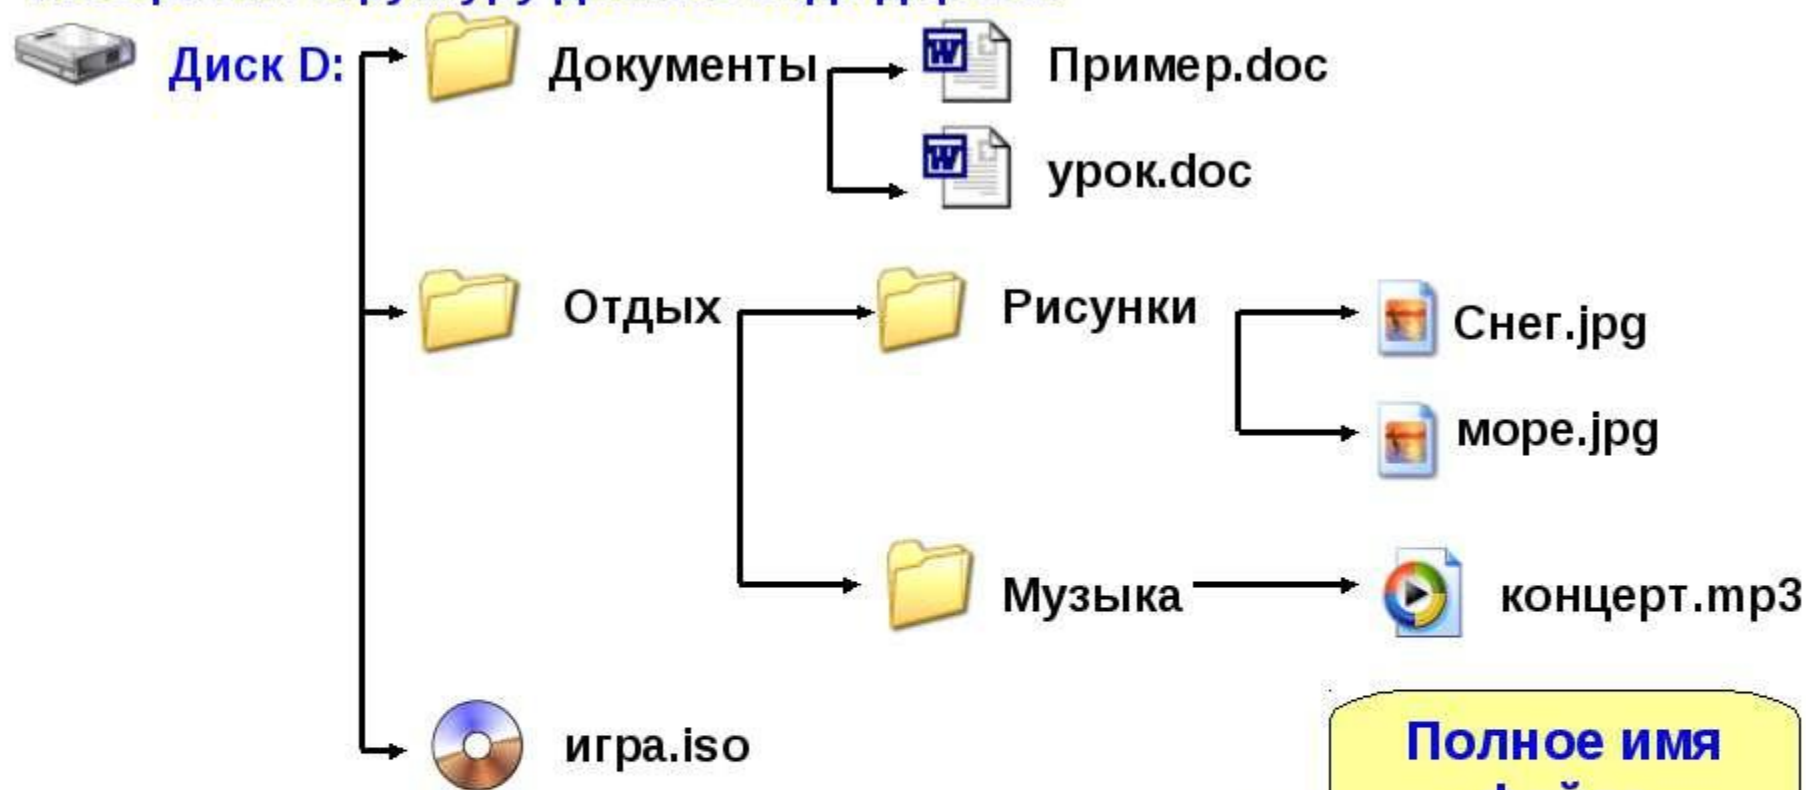 Диск D:
Документы
Пример.doc
урок.doc
Отдых
Рисунки
Снег.jpg
море.jpg
Музыка
концерт.mp3
игра.iso
Полное имя